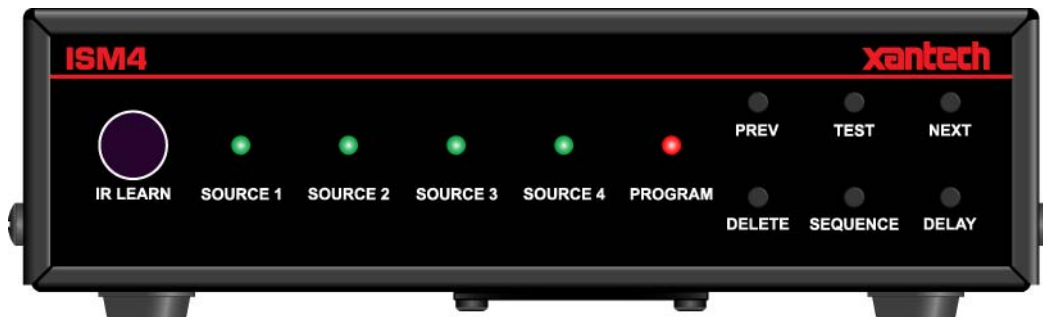 ISM4
xantech
PREV TEST NEXT
IR LEARN SOURCE 1 SOURCE 2 SOURCE 3 SOURCE 4 PROGRAM
DELETE SEQUENCE DELAY